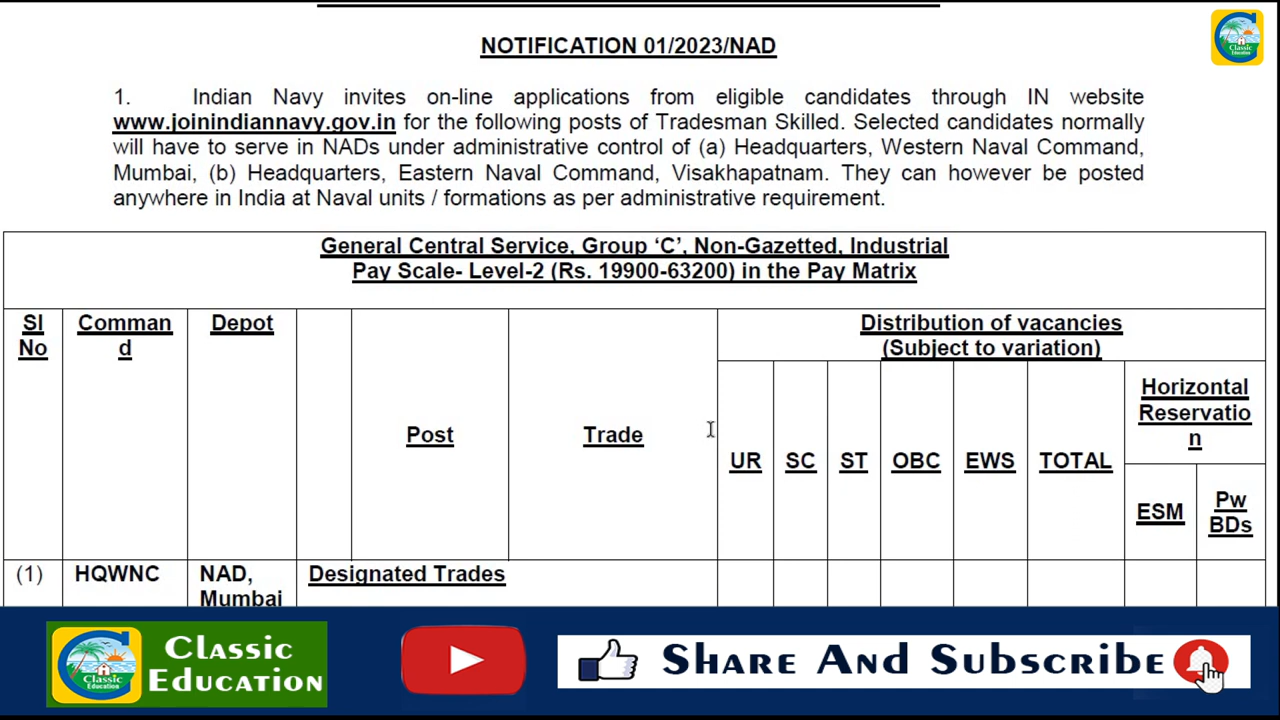 NOTIFICATION 01/2023/NAD
Classic
Education
1. Indian Navy invites on-line applications from eligible candidates through IN website
www.joinindiannavy.gov.in for the following posts of Tradesman Skilled. Selected candidates normally
will have to serve in NADs under administrative control of (a) Headquarters, Western Naval Command,
Mumbai, (b) Headquarters, Eastern Naval Command, Visakhapatnam. They can however be posted
anywhere in India at Naval units / formations as per administrative requirement.
General Central Service, Group ‘C’, Non-Gazetted, Industrial
Pay Scale- Level-2 (Rs. 19900-63200) in the Pay Matrix
Sl
No
Comman
d
Depot
Post
Trade
Distribution of vacancies
(Subject to variation)
UR
SC
ST
OBC
EWS
TOTAL
Horizontal
Reservatio
n
ESM
Pw
BDs
(1)
HQWNC
NAD,
Mumbai
Designated Trades
Classic
Education
Classic
Education
Share And Subscribe